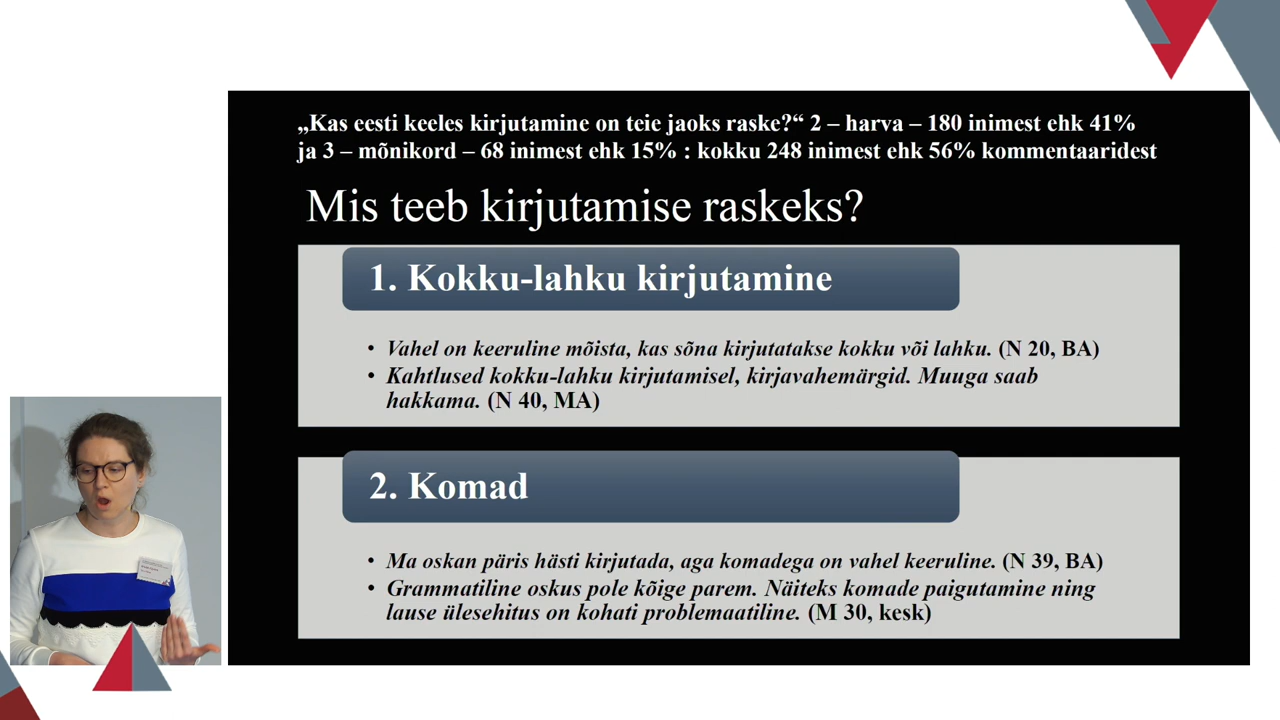 „Kas eesti keeles kirjutamine on teie jaoks raske?“ 2 – harva – 180 inimest ehk 41%
ja 3 – mõnikord – 68 inimest ehk 15% : kokku 248 inimest ehk 56% kommentaaridest
Mis teeb kirjutamise raskeks?
1. Kokku-lahku kirjutamine
• Vahel on keeruline mõista, kas sõna kirjutatakse kokku või lahku. (N 20, BA)
• Kahtlused kokku-lahku kirjutamisel, kirjavahemärgid. Muuga saab
hakkama. (N 40, MA)
2. Komad
• Ma oskan päris hästi kirjutada, aga komadega on vahel keeruline. (N 39, BA)
• Grammatiline oskus pole kõige parem. Näiteks komade paigutamine ning
lause ülesehitus on kohati problemaatiline. (M 30, kesk)